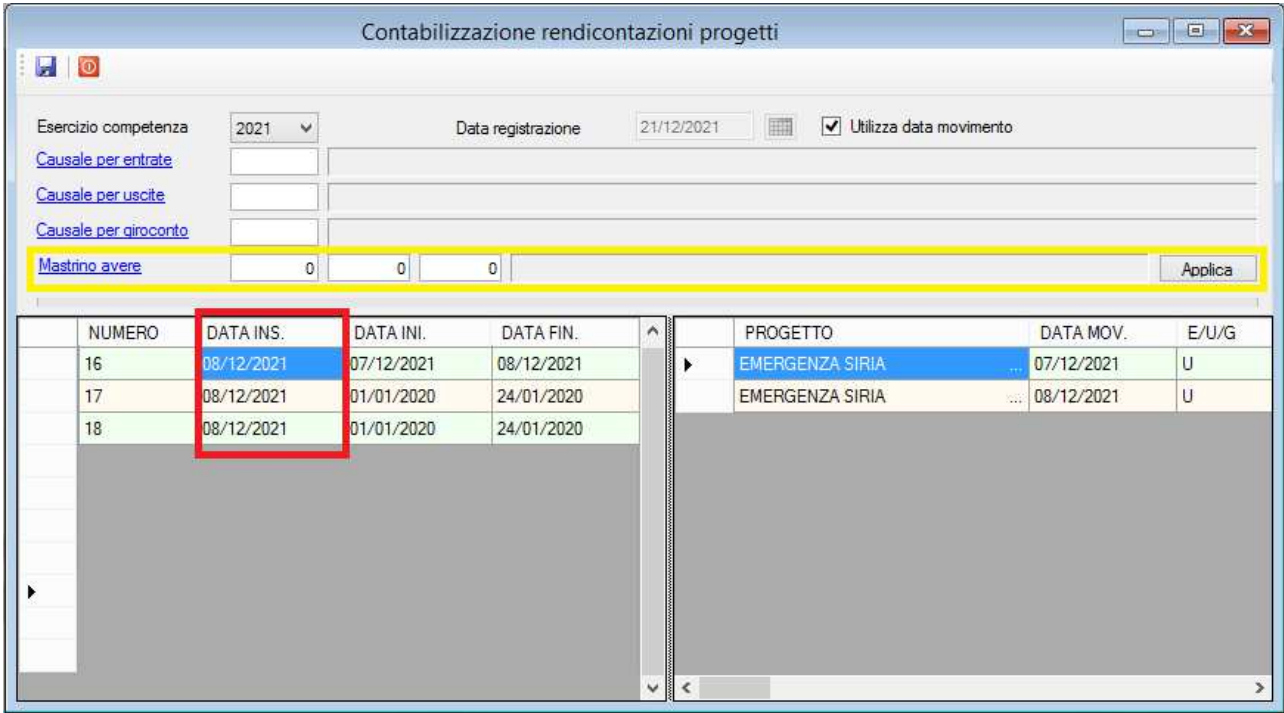 Contabilizzazione rendicontazioni progetti
Esercizio competenza 2021 Data registrazione 21/12/2021 Utilizza data movimento
Causale per entrate
Causale per uscite
Causale per giroconto
Mastrino avere 0 0 0 Applica
NUMERO DATA INS. DATA INI. DATA FIN. PROGETTO DATA MOV. E/U/G
16 08/12/2021 07/12/2021 08/12/2021 EMERGENZA SIRIA ... 07/12/2021 U
17 08/12/2021 01/01/2020 24/01/2020 EMERGENZA SIRIA ... 08/12/2021 U
18 08/12/2021 01/01/2020 24/01/2020